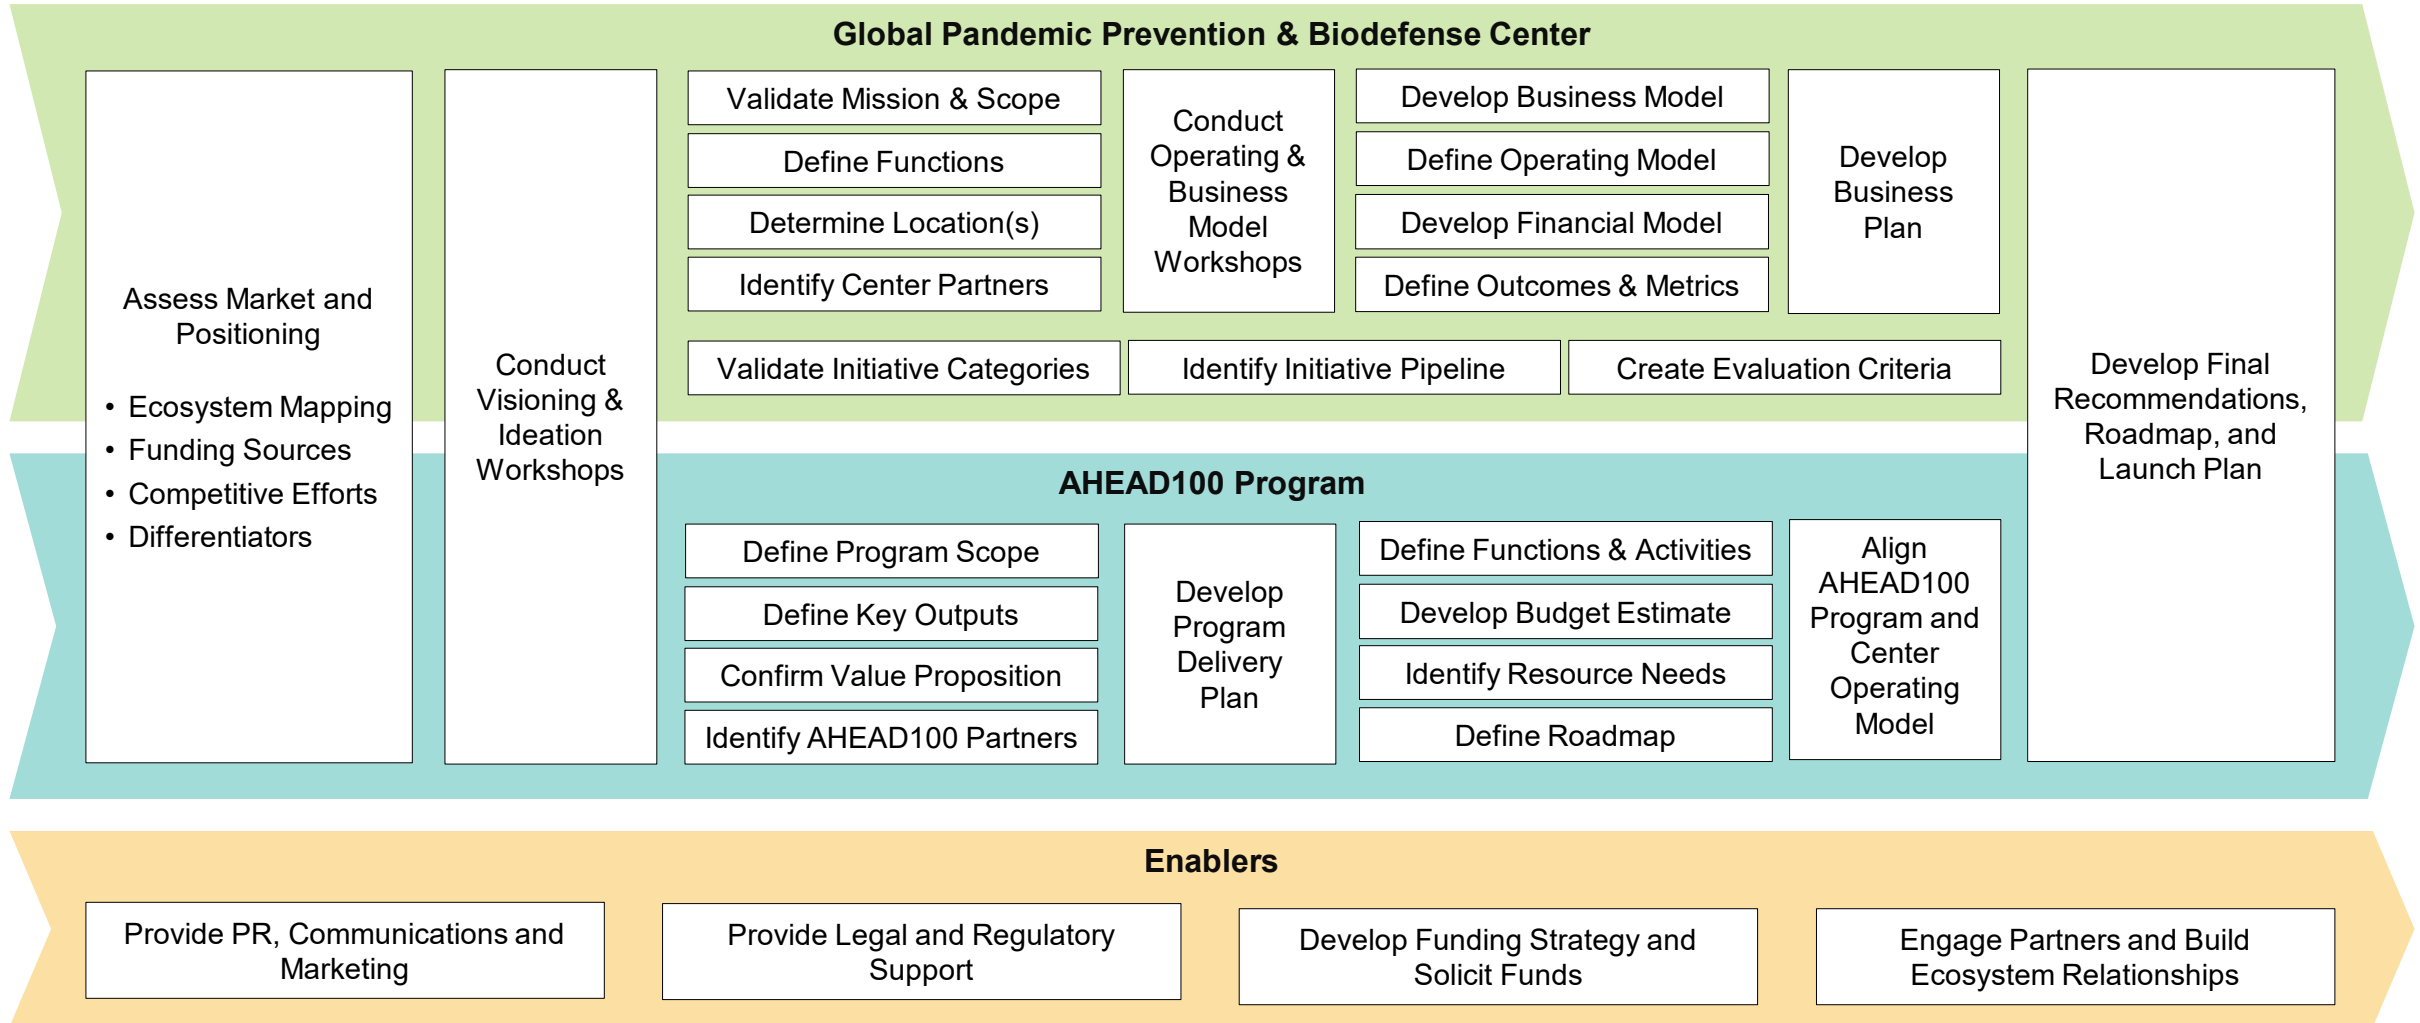 Global Pandemic Prevention & Biodefense Center
Assess Market and
Positioning
• Ecosystem Mapping
• Funding Sources
• Competitive Efforts
• Differentiators
Conduct
Visioning &
Ideation
Workshops
Validate Mission & Scope
Define Functions
Determine Location(s)
Identify Center Partners
Conduct
Operating &
Business
Model
Workshops
Develop Business Model
Define Operating Model
Develop Financial Model
Define Outcomes & Metrics
Develop
Business
Plan
Validate Initiative Categories
Identify Initiative Pipeline
Create Evaluation Criteria
Develop Final
Recommendations,
Roadmap, and
Launch Plan
AHEAD100 Program
Define Program Scope
Define Key Outputs
Confirm Value Proposition
Identify AHEAD100 Partners
Develop
Program
Delivery
Plan
Define Functions & Activities
Develop Budget Estimate
Identify Resource Needs
Define Roadmap
Align
AHEAD100
Program and
Center
Operating
Model
Enablers
Provide PR, Communications and
Marketing
Provide Legal and Regulatory
Support
Develop Funding Strategy and
Solicit Funds
Engage Partners and Build
Ecosystem Relationships